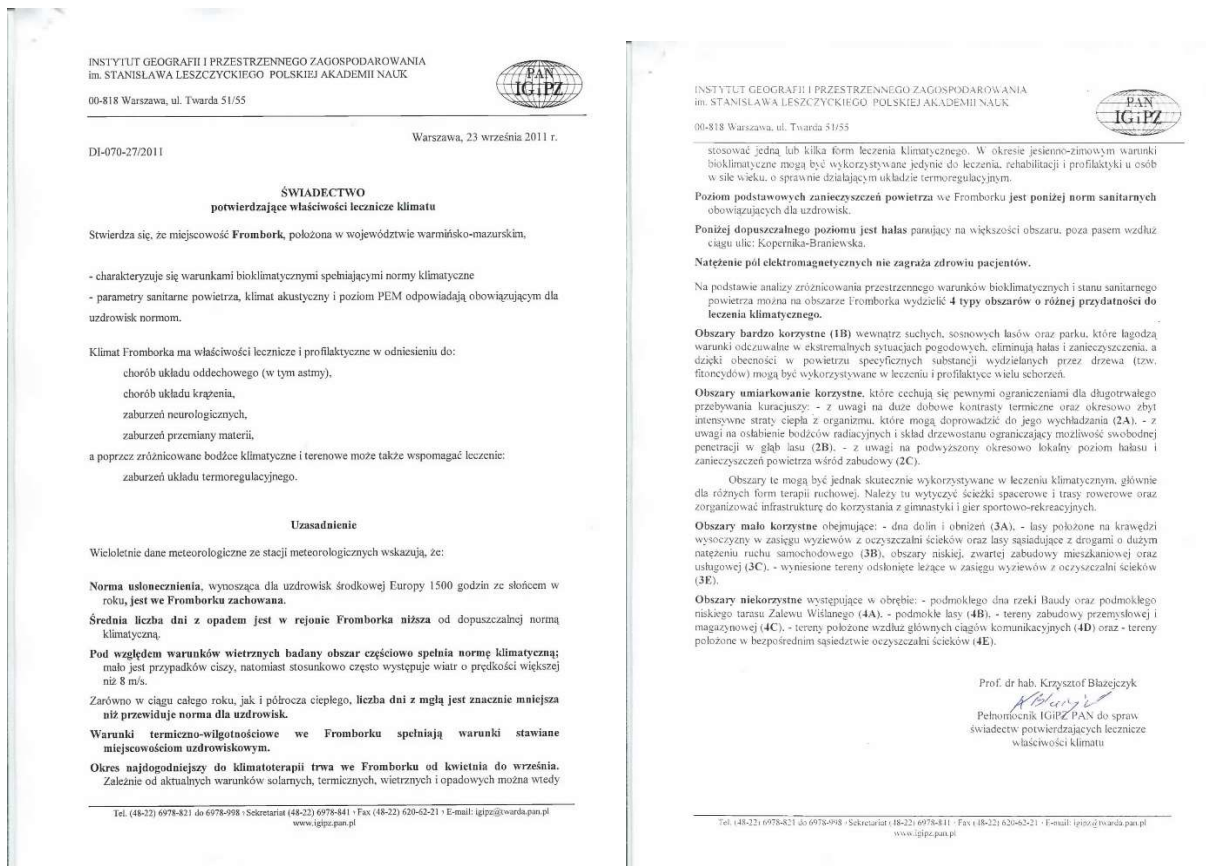 INSTYTUT GEOGRAFII I PRZESTRZENNEGO ZAGOSPODAROWANIA
im. STANISŁAWA LESZCZYCKIEGO POLSKIEJ AKADEMII NAUK
PAN
IGiPZ
00-818 Warszawa, ul. Twarda 51/55
Warszawa, 23 września 2011 r.
DI-070-27/2011
ŚWIADECTWO
potwierdzające właściwości lecznicze klimatu
Stwierdza się, że miejscowość Frombork, położona w województwie warmińsko-mazurskim,
- charakteryzuje się warunkami bioklimatycznymi spełniającymi normy klimatyczne
- parametry sanitarne powietrza, klimat akustyczny i poziom PEM odpowiadają obowiązującym dla
uzdrowisk normom.
Klimat Fromborka ma właściwości lecznicze i profilaktyczne w odniesieniu do:
chorób układu oddechowego (w tym astmy),
chorób układu krążenia,
zaburzeń neurologicznych,
zaburzeń przemiany materii,
a poprzez zróżnicowane bodźce klimatyczne i terenowe może także wspomagać leczenie:
zaburzeń układu termoregulacyjnego.
Uzasadnienie
Wieloletnie dane meteorologiczne ze stacji meteorologicznych wskazują, że:
Norma usłonecznienia, wynosząca dla uzdrowisk środkowej Europy 1500 godzin ze słońcem w
roku, jest we Fromborku zachowana.
Średnia liczba dni z opadem jest w rejonie Fromborka niższa od dopuszczalnej normą
klimatyczną.
Pod względem warunków wietrznych badany obszar częściowo spełnia normę klimatyczną;
mało jest przypadków ciszy, natomiast stosunkowo często występuje wiatr o prędkości większej
niż 8 m/s.
Zarówno w ciągu całego roku, jak i półrocza ciepłego, liczba dni z mgłą jest znacznie mniejsza
niż przewiduje norma dla uzdrowisk.
Warunki termiczno-wilgotnościowe we Fromborku spełniają warunki stawiane
miejscowościom uzdrowiskowym.
Okres najdogodniejszy do klimatoterapii trwa we Fromborku od kwietnia do września.
Zależnie od aktualnych warunków solarnych, termicznych, wietrznych i opadowych można wtedy
Tel. (48-22) 6978-821 do 6978-998 › Sekretariat (48-22) 6978-841 › Fax (48-22) 620-62-21 › E-mail: igipz@twarda.pan.pl
www.igipz.pan.pl
INSTYTUT GEOGRAFII I PRZESTRZENNEGO ZAGOSPODAROWANIA
im. STANISŁAWA LESZCZYCKIEGO POLSKIEJ AKADEMII NAUK
PAN
IGiPZ
00-818 Warszawa, ul. Twarda 51/55
stosować jedną lub kilka form leczenia klimatycznego. W okresie jesienno-zimowym warunki
bioklimatyczne mogą być wykorzystywane jedynie do leczenia, rehabilitacji i profilaktyki u osób
w sile wieku, o sprawnie działającym układzie termoregulacyjnym.
Poziom podstawowych zanieczyszczeń powietrza we Fromborku jest poniżej norm sanitarnych
obowiązujących dla uzdrowisk.
Poniżej dopuszczalnego poziomu jest hałas panujący na większości obszaru, poza pasem wzdłuż
ciągu ulic: Kopernika-Braniewska.
Natężenie pól elektromagnetycznych nie zagraża zdrowiu pacjentów.
Na podstawie analizy zróżnicowania przestrzennego warunków bioklimatycznych i stanu sanitarnego
powietrza można na obszarze Fromborka wydzielić 4 typy obszarów o różnej przydatności do
leczenia klimatycznego.
Obszary bardzo korzystne (1B) wewnątrz suchych, sosnowych lasów oraz parku, które łagodzą
warunki odczuwalne w ekstremalnych sytuacjach pogodowych, eliminują hałas i zanieczyszczenia, a
dzięki obecności w powietrzu specyficznych substancji wydzielanych przez drzewa (tzw.
fitoncydów) mogą być wykorzystywane w leczeniu i profilaktyce wielu schorzeń.
Obszary umiarkowanie korzystne, które cechują się pewnymi ograniczeniami dla długotrwałego
przebywania kuracjuszy: - z uwagi na duże dobowe kontrasty termiczne oraz okresowo zbyt
intensywne straty ciepła z organizmu, które mogą doprowadzić do jego wychładzania (2A), - z
uwagi na osłabienie bodźców radiacyjnych i skład drzewostanu ograniczający możliwość swobodnej
penetracji w głąb lasu (2B), - z uwagi na podwyższony okresowo lokalny poziom hałasu i
zanieczyszczeń powietrza wśród zabudowy (2C).
Obszary te mogą być jednak skutecznie wykorzystywane w leczeniu klimatycznym, głównie
dla różnych form terapii ruchowej. Należy tu wytyczyć ścieżki spacerowe i trasy rowerowe oraz
zorganizować infrastrukturę do korzystania z gimnastyki i gier sportowo-rekreacyjnych.
Obszary mało korzystne obejmujące: - dna dolin i obniżeń (3A), - lasy położone na krawędzi
wysoczyzny w zasięgu wyziewów z oczyszczalni ścieków oraz lasy sąsiadujące z drogami o dużym
natężeniu ruchu samochodowego (3B), obszary niskiej, zwartej zabudowy mieszkaniowej oraz
usługowej (3C), - wyniesione tereny odsłonięte leżące w zasięgu wyziewów z oczyszczalni ścieków
(3E).
Obszary niekorzystne występujące w obrębie: - podmokłego dna rzeki Baudy oraz podmokłego
niskiego tarasu Zalewu Wiślanego (4A), - podmokłe lasy (4B), - tereny zabudowy przemysłowej i
magazynowej (4C), - tereny położone wzdłuż głównych ciągów komunikacyjnych (4D) oraz - tereny
położone w bezpośrednim sąsiedztwie oczyszczalni ścieków (4E).
Prof. dr hab. Krzysztof Błażejczyk
Pełnomocnik IGiPZ PAN do spraw
świadectw potwierdzających lecznicze
właściwości klimatu
Tel. (48-22) 6978-821 do 6978-998 › Sekretariat (48-22) 6978-841 › Fax (48-22) 620-62-21 › E-mail: igipz@twarda.pan.pl
www.igipz.pan.pl